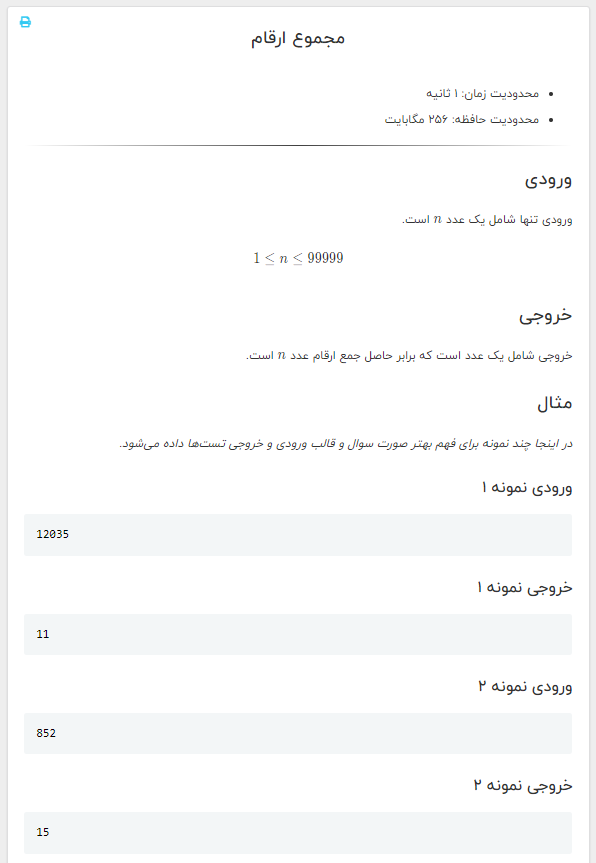 مجموع ارقام
محدودیت زمان: ۱ ثانیه
محدودیت حافظه: ۲۵۶ مگابایت
ورودی
ورودی تنها شامل یک عدد n است.
1 ≤ n ≤ 99999
خروجی
خروجی شامل یک عدد است که برابر حاصل جمع ارقام عدد n است.
مثال
در اینجا چند نمونه برای فهم بهتر صورت سوال و قالب ورودی و خروجی تست‌ها داده می‌شود.
ورودی نمونه ۱
12035
خروجی نمونه ۱
11
ورودی نمونه ۲
852
خروجی نمونه ۲
15